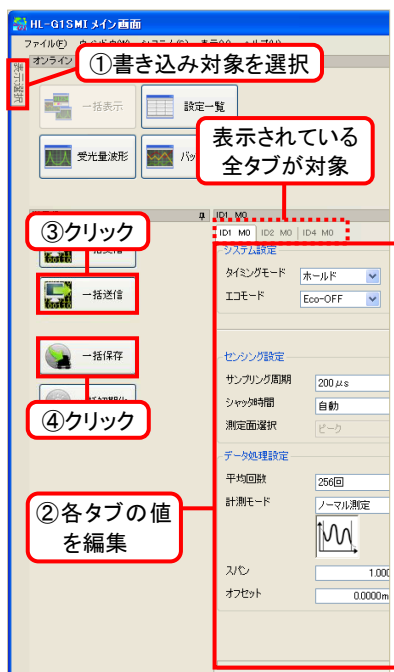 HL-G1SMI メイン画面
ファイル(F)
オンライン
①書き込み対象を選択
表示選択
一括表示
設定一覧
受光量波形
バッ
表示されている
全タブが対象
ID1 M0
ID1 M0 ID2 M0 ID4 M0
③クリック
一括送信
一括保存
④クリック
システム設定
タイミングモード ホールド
エコモード Eco-OFF
センシング設定
サンプリング周期 200μs
シャッタ時間 自動
測定面選択 ピーク
データ処理設定
平均回数 256回
計測モード ノーマル測定
②各タブの値
を編集
スパン 1.000
オフセット 0.0000m